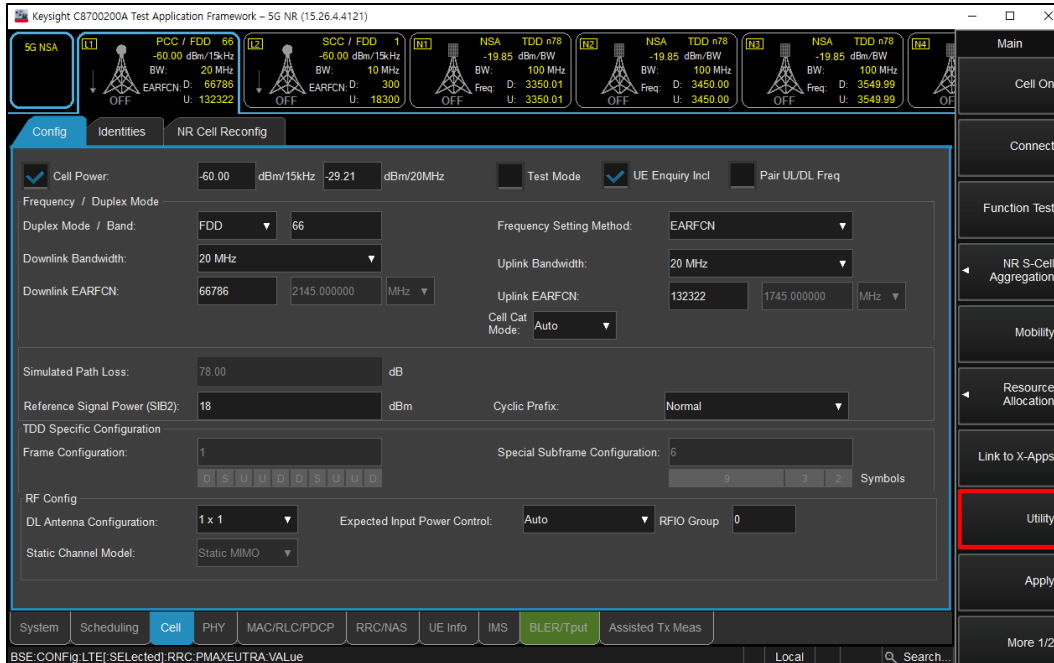 Keysight C8700200A Test Application Framework – 5G NR (15.26.4.4121)
5G NSA
L1 PCC / FDD 66
-60.00 dBm/15kHz
BW: 20 MHz
EARFCN: D: 66786
U: 132322
OFF
L2 SCC / FDD 1
-60.00 dBm/15kHz
BW: 10 MHz
EARFCN: D: 300
U: 18300
OFF
N1 NSA TDD n78
-19.85 dBm/BW
BW: 100 MHz
Freq: D: 3350.01
U: 3350.01
OFF
N2 NSA TDD n78
-19.85 dBm/BW
BW: 100 MHz
Freq: D: 3450.00
U: 3450.00
OFF
N3 NSA TDD n78
-19.85 dBm/BW
BW: 100 MHz
Freq: D: 3549.99
U: 3549.99
OFF
N4
OF
Config Identities NR Cell Reconfig
Cell Power: -60.00 dBm/15kHz -29.21 dBm/20MHz Test Mode UE Enquiry Incl Pair UL/DL Freq
Frequency / Duplex Mode
Duplex Mode / Band: FDD 66 Frequency Setting Method: EARFCN
Downlink Bandwidth: 20 MHz Uplink Bandwidth: 20 MHz
Downlink EARFCN: 66786 2145.000000 MHz Uplink EARFCN: 132322 1745.000000 MHz
Cell Cat
Mode: Auto
Simulated Path Loss: 78.00 dB
Reference Signal Power (SIB2): 18 dBm Cyclic Prefix: Normal
TDD Specific Configuration
Frame Configuration: 1 Special Subframe Configuration: 6
D S U U D D S U U D 9 3 2 Symbols
RF Config
DL Antenna Configuration: 1 x 1 Expected Input Power Control: Auto RFIO Group 0
Static Channel Model: Static MIMO
System Scheduling Cell PHY MAC/RLC/PDCP RRC/NAS UE Info IMS BLER/Tput Assisted Tx Meas
BSE:CONFig:LTE[:SELected]:RRC:PMAXEUTRA:VALue Local Search...
Main
Cell On
Connect
Function Test
NR S-Cell
Aggregation
Mobility
Resource
Allocation
Link to X-Apps
Utility
Apply
More 1/2